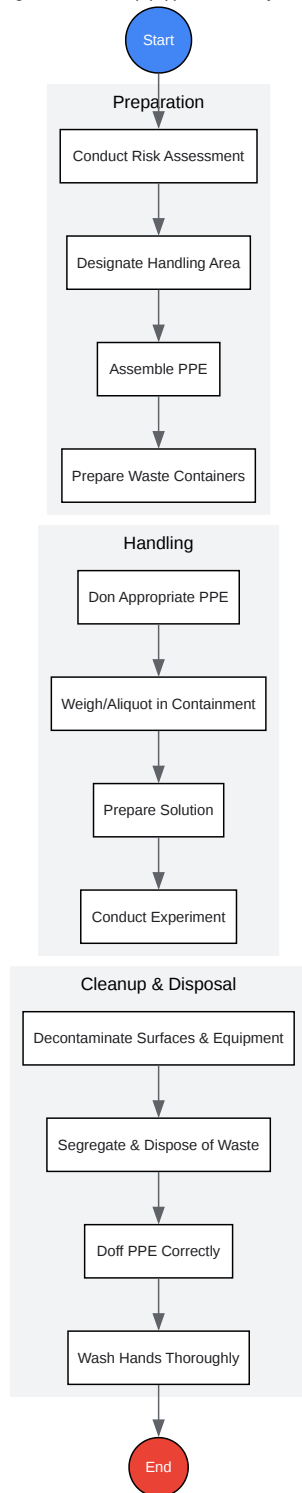 Start
Preparation
Conduct Risk Assessment
Designate Handling Area
Assemble PPE
Prepare Waste Containers
Handling
Don Appropriate PPE
Weigh/Aliquot in Containment
Prepare Solution
Conduct Experiment
Cleanup & Disposal
Decontaminate Surfaces & Equipment
Segregate & Dispose of Waste
Doff PPE Correctly
Wash Hands Thoroughly
End